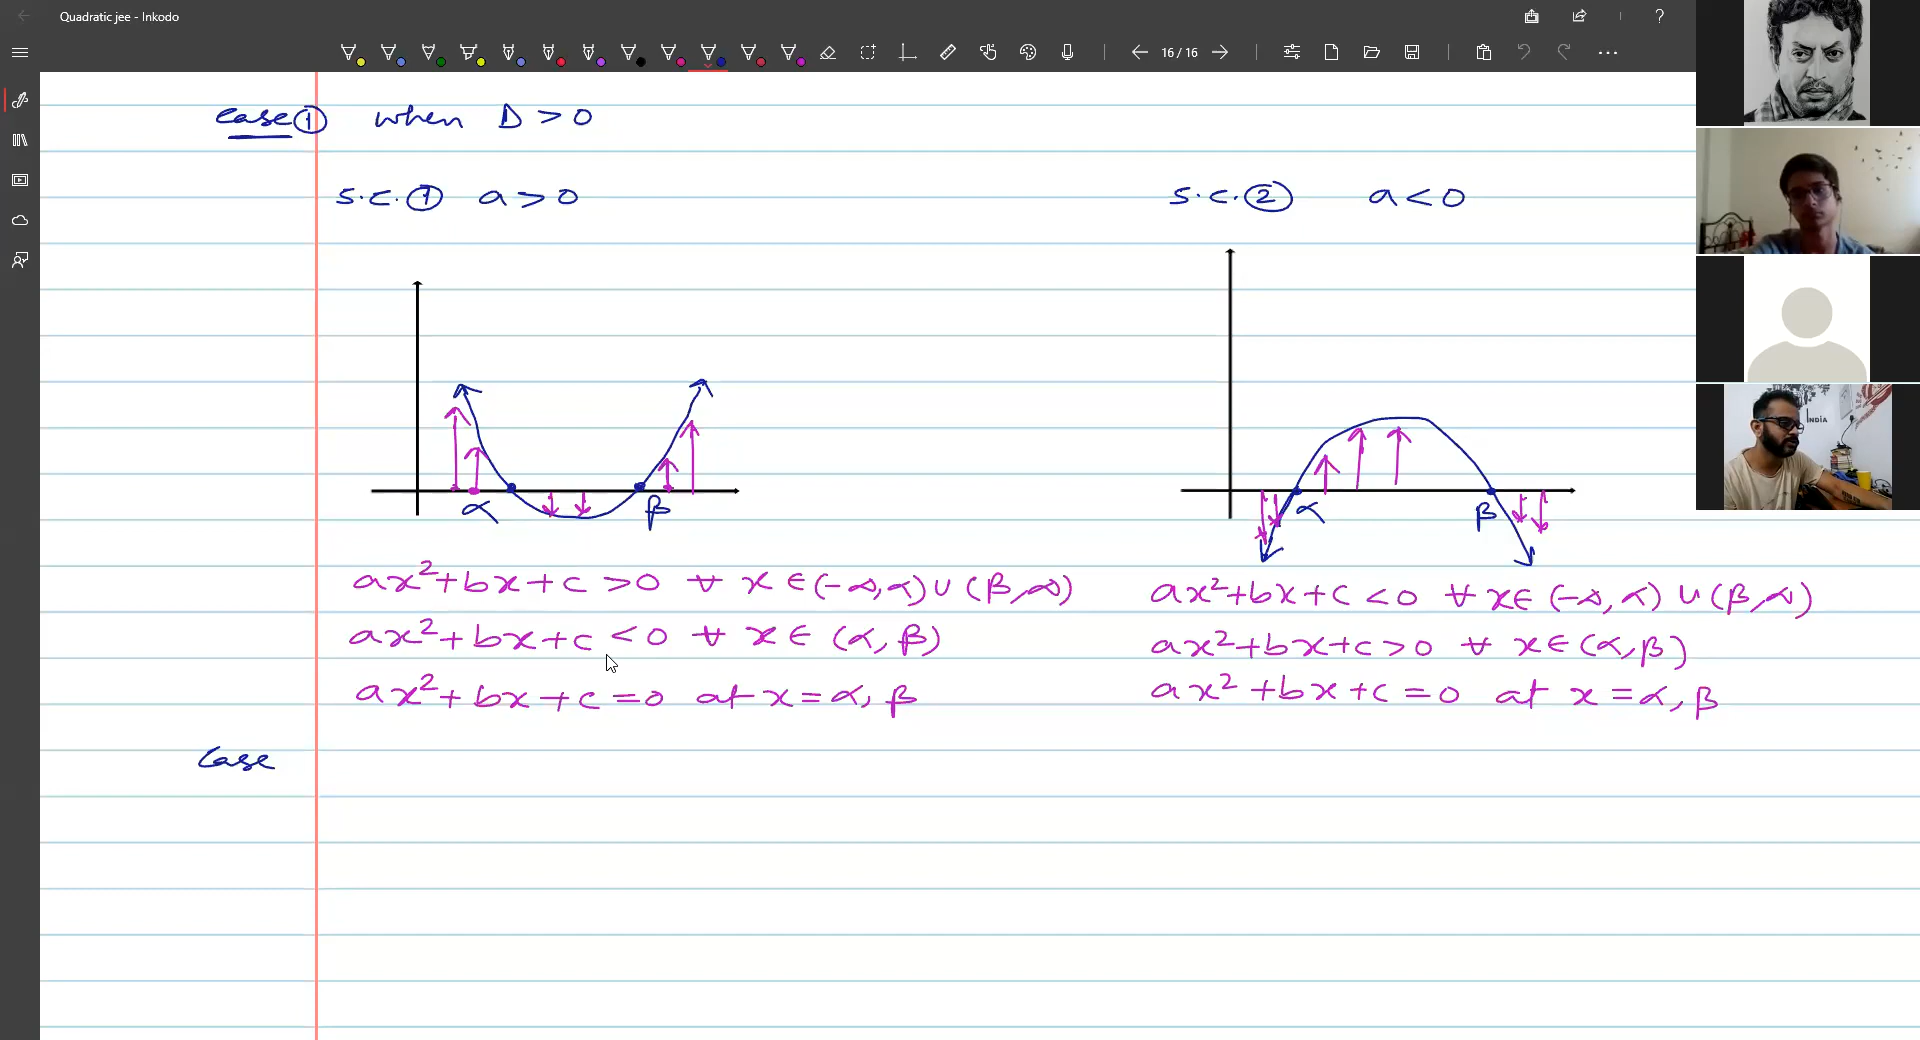 Quadratic jee - Inkodo
16 / 16
case ① when D > 0
S.C. ① a > 0
S.C. ② a < 0
α β
α β
ax²+bx+c >0 ∀ x ∈ (-∞,α) ∪ (β,∞)
ax²+bx+c <0 ∀ x ∈ (α, β)
ax²+bx+c =0 at x = α, β
ax²+bx+c <0 ∀ x∈ (-∞, α) ∪ (β,∞)
ax²+bx+c >0 ∀ x∈ (α,β)
ax² +bx+c =0 at x = α, β
Case
INDIA